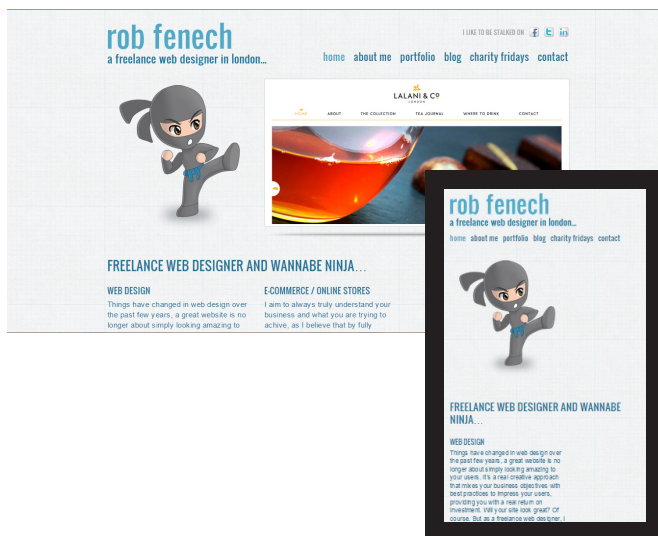 rob fenech
a freelance web designer in london...
I LIKE TO BE STALKED ON
home about me portfolio blog charity fridays contact
LALANI & CO
LONDON
HOME ABOUT THE COLLECTION TEA JOURNAL WHERE TO DRINK CONTACT
FREELANCE WEB DESIGNER AND WANNABE NINJA...
WEB DESIGN
Things have changed in web design over
the past few years, a great website is no
longer about simply looking amazing to
E-COMMERCE / ONLINE STORES
I aim to always truly understand your
business and what you are trying to
achive, as I believe that by fully
rob fenech
a freelance web designer in london...
home about me portfolio blog charity fridays contact
FREELANCE WEB DESIGNER AND WANNABE
NINJA...
WEB DESIGN
Things have changed in web design over
the past few years, a great website is no
longer about simply looking amazing to
your users, it's a real creative approach
that mixes your business objectives with
best practices to impress your users,
providing you with a real return on
investment. Will your site look great? Of
course. But as a freelance web designer, I